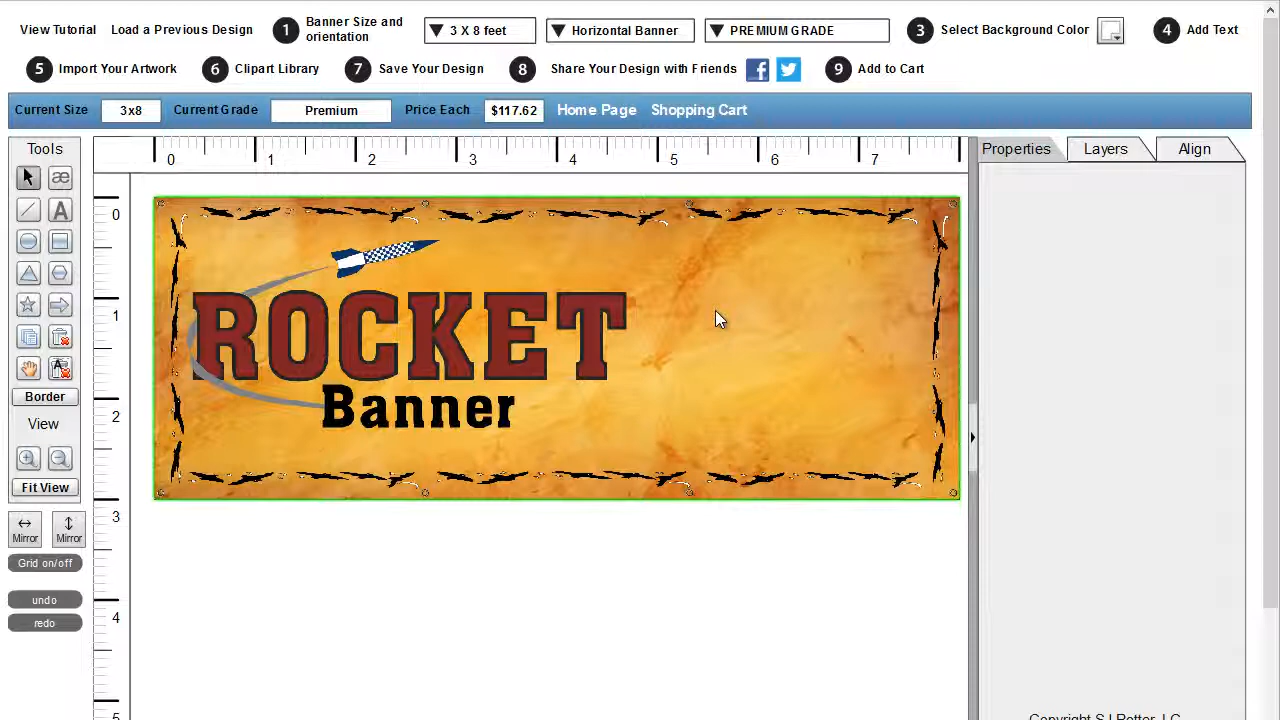 View Tutorial Load a Previous Design 1 Banner Size and orientation 3 X 8 feet Horizontal Banner PREMIUM GRADE 3 Select Background Color 4 Add Text
5 Import Your Artwork 6 Clipart Library 7 Save Your Design 8 Share Your Design with Friends 9 Add to Cart
Current Size 3x8 Current Grade Premium Price Each $117.62 Home Page Shopping Cart
Tools
0 1 2 3 4 5 6 7
Properties Layers Align
æ
A
0
1
2
3
4
5
ROCKET
Banner
Border
View
Fit View
Mirror Mirror
Grid on/off
undo
redo